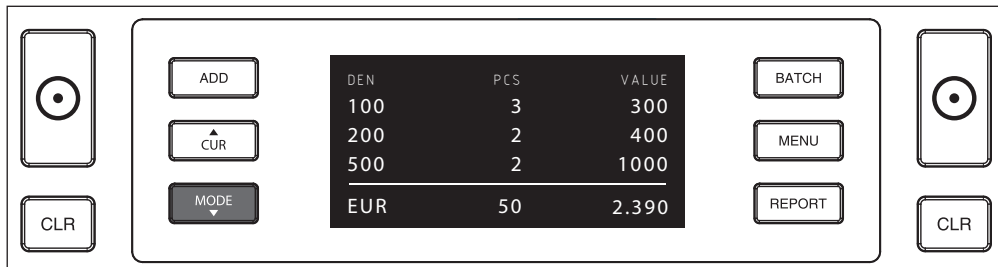 ADD
CUR
MODE
CLR
DEN PCS VALUE
100 3 300
200 2 400
500 2 1000
EUR 50 2.390
BATCH
MENU
REPORT
CLR